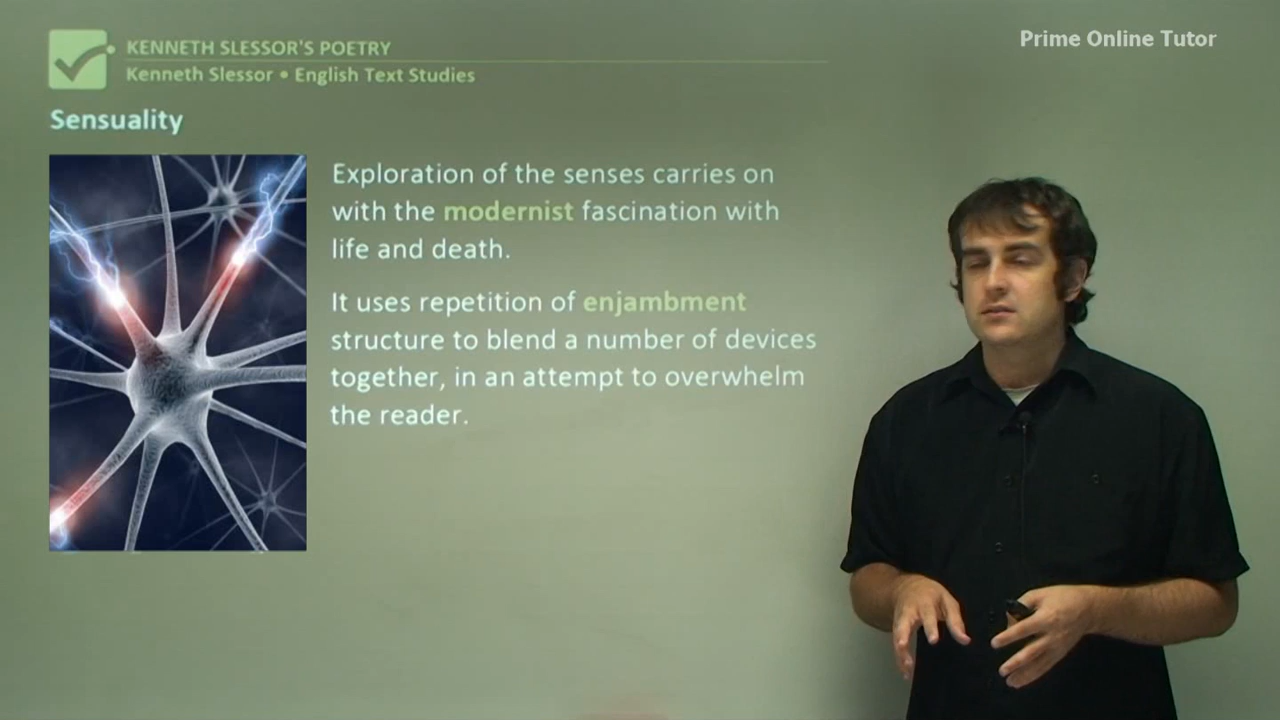 KENNETH SLESSOR'S POETRY
Kenneth Slessor • English Text Studies
Prime Online Tutor
Sensuality
Exploration of the senses carries on
with the modernist fascination with
life and death.
It uses repetition of enjambment
structure to blend a number of devices
together, in an attempt to overwhelm
the reader.